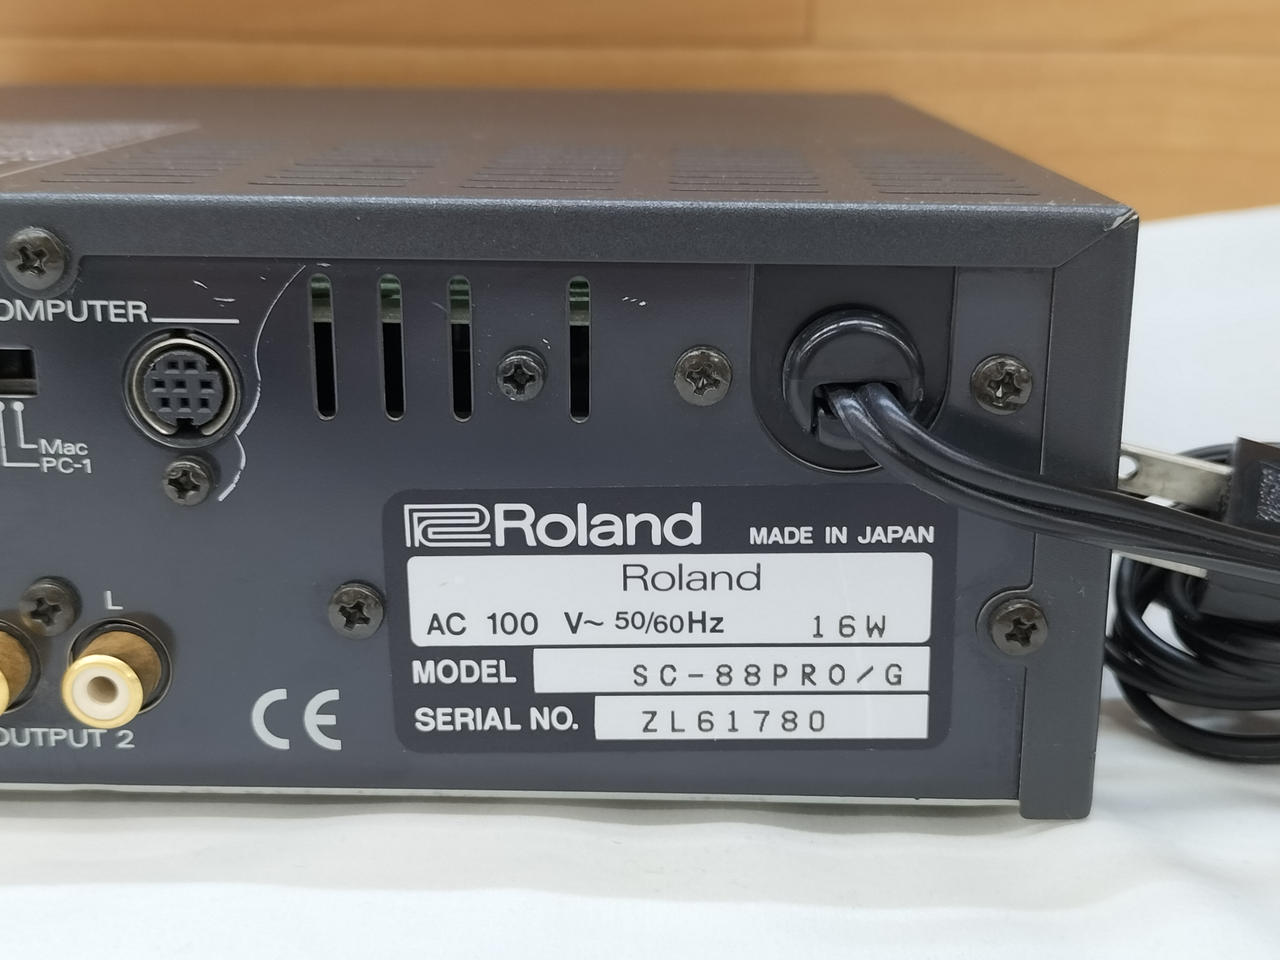 OMPUTER
Mac
PC-1
Roland MADE IN JAPAN
Roland
AC 100 V~ 50/60Hz 16W
MODEL SC-88PRO/G
SERIAL NO. ZL61780
L
OUTPUT 2
CE